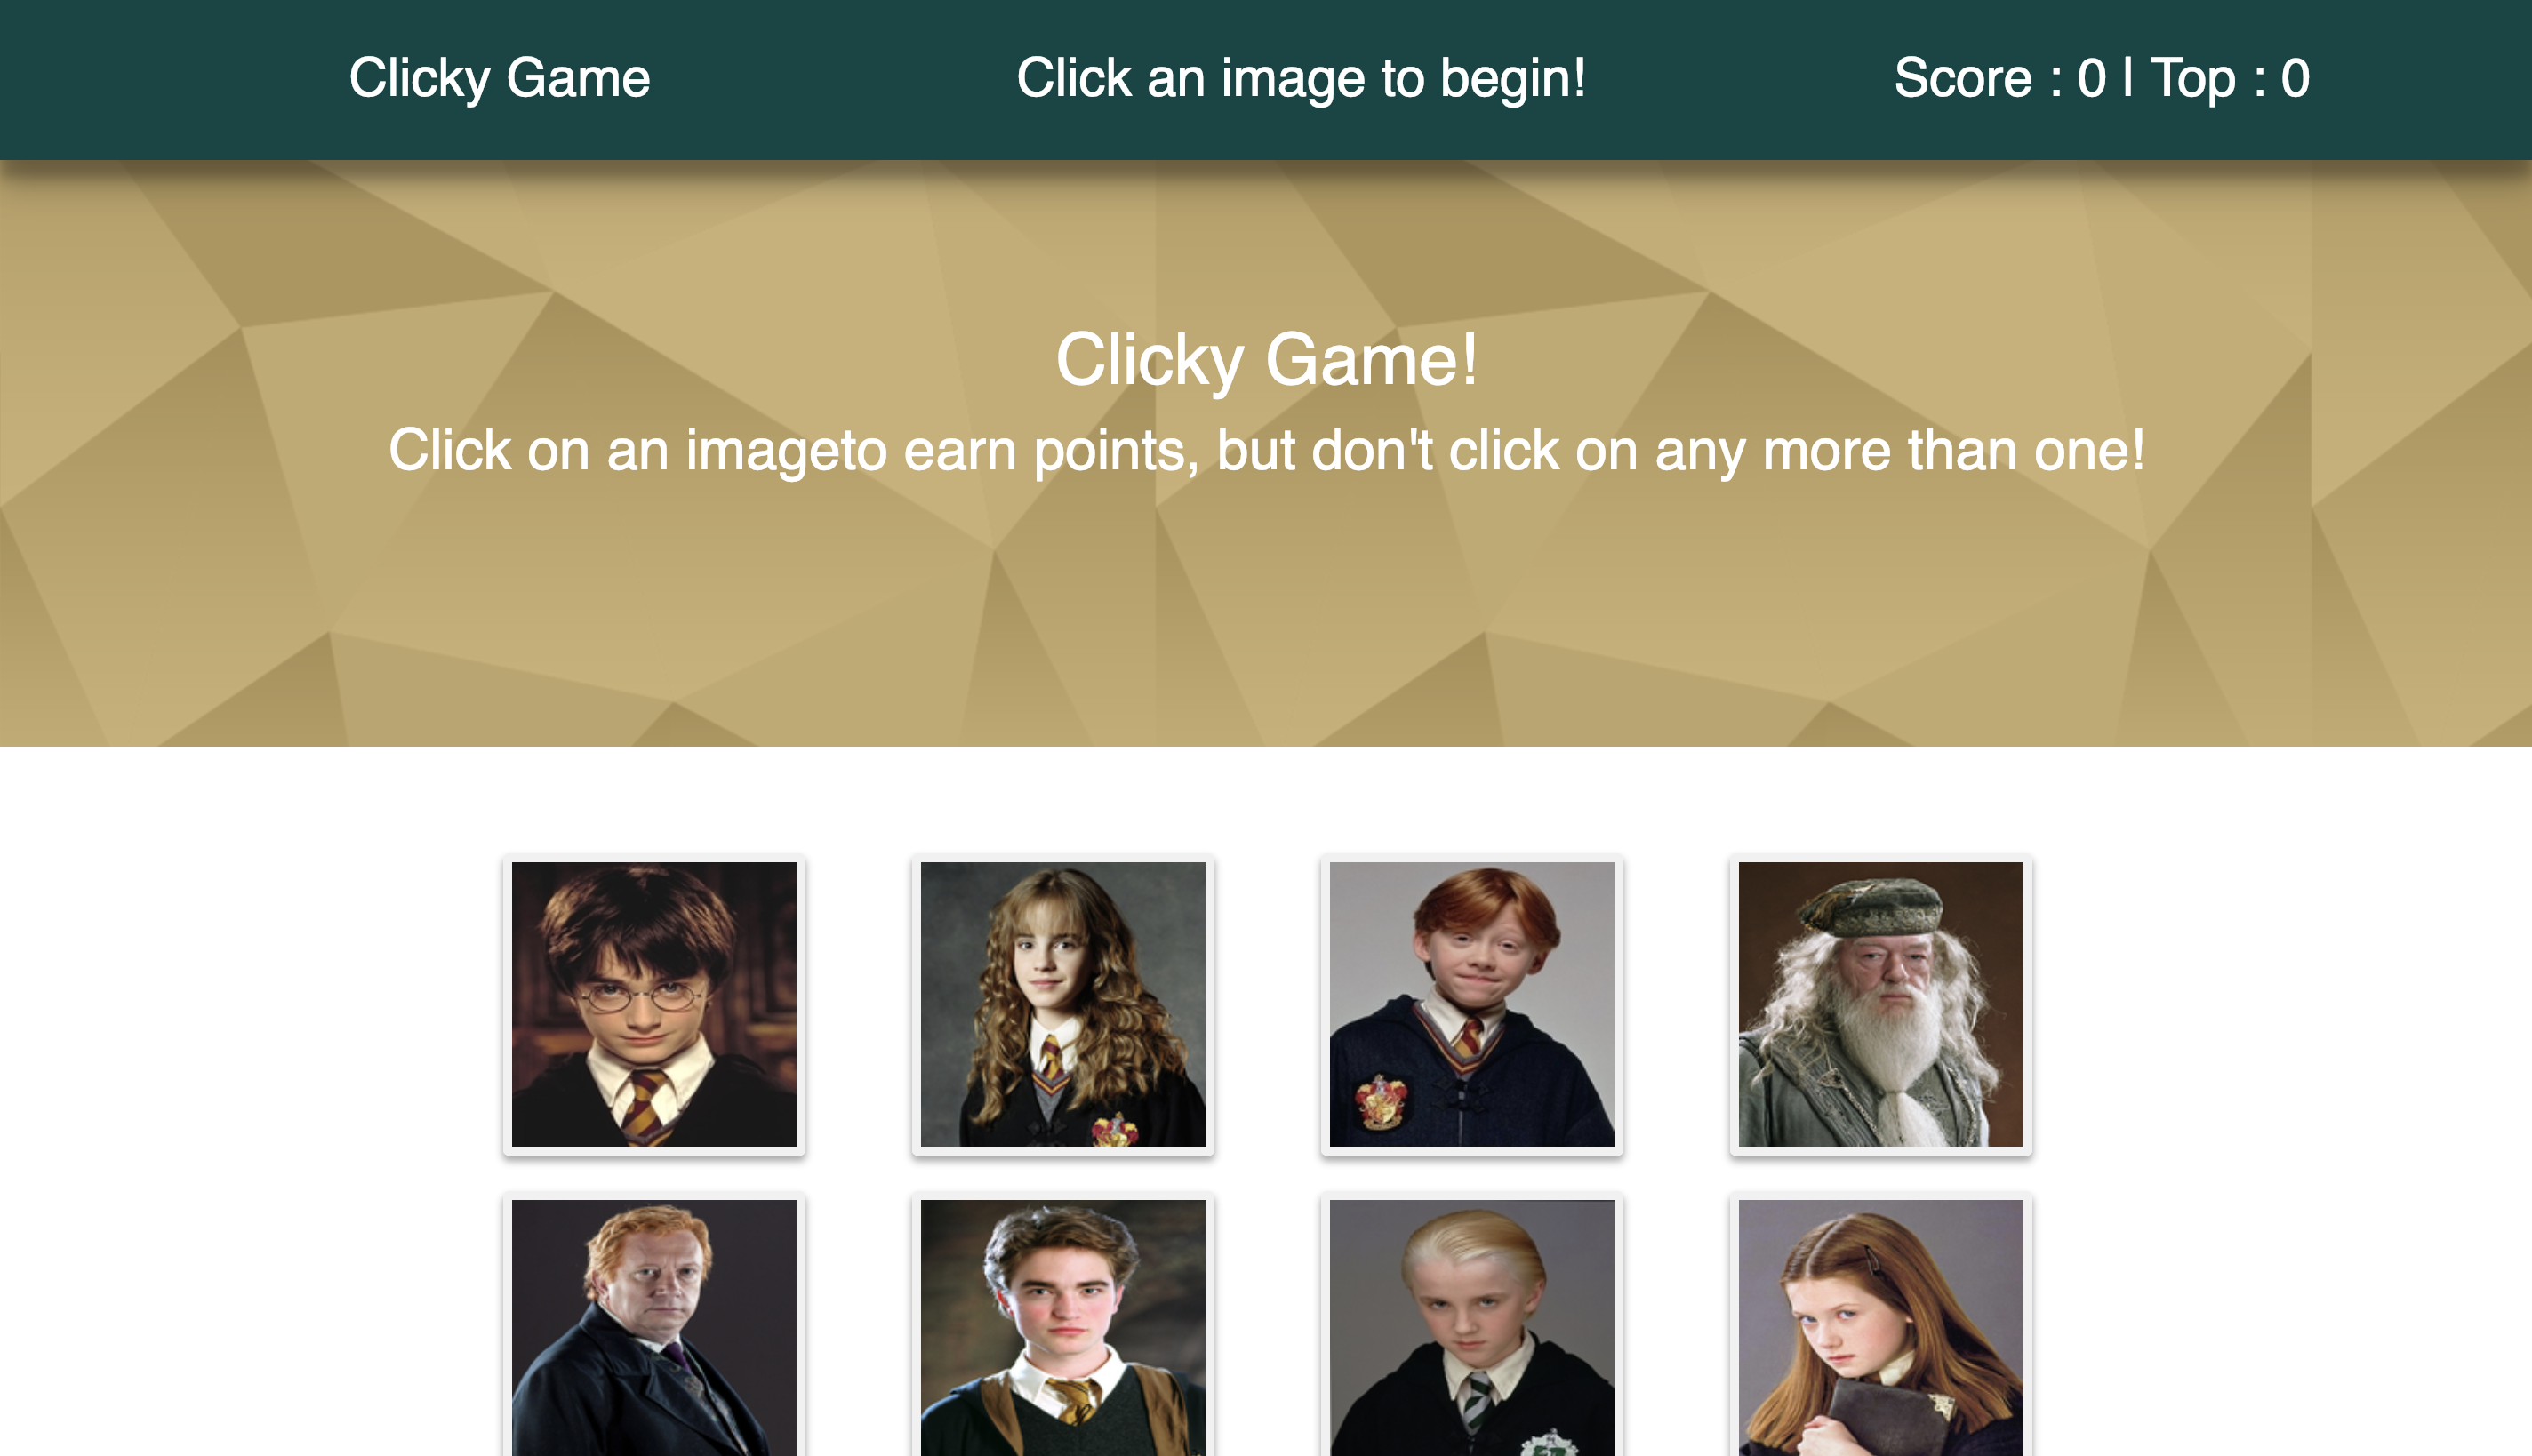 Clicky Game
Click an image to begin!
Score : 0 | Top : 0
Clicky Game!
Click on an imageto earn points, but don't click on any more than one!